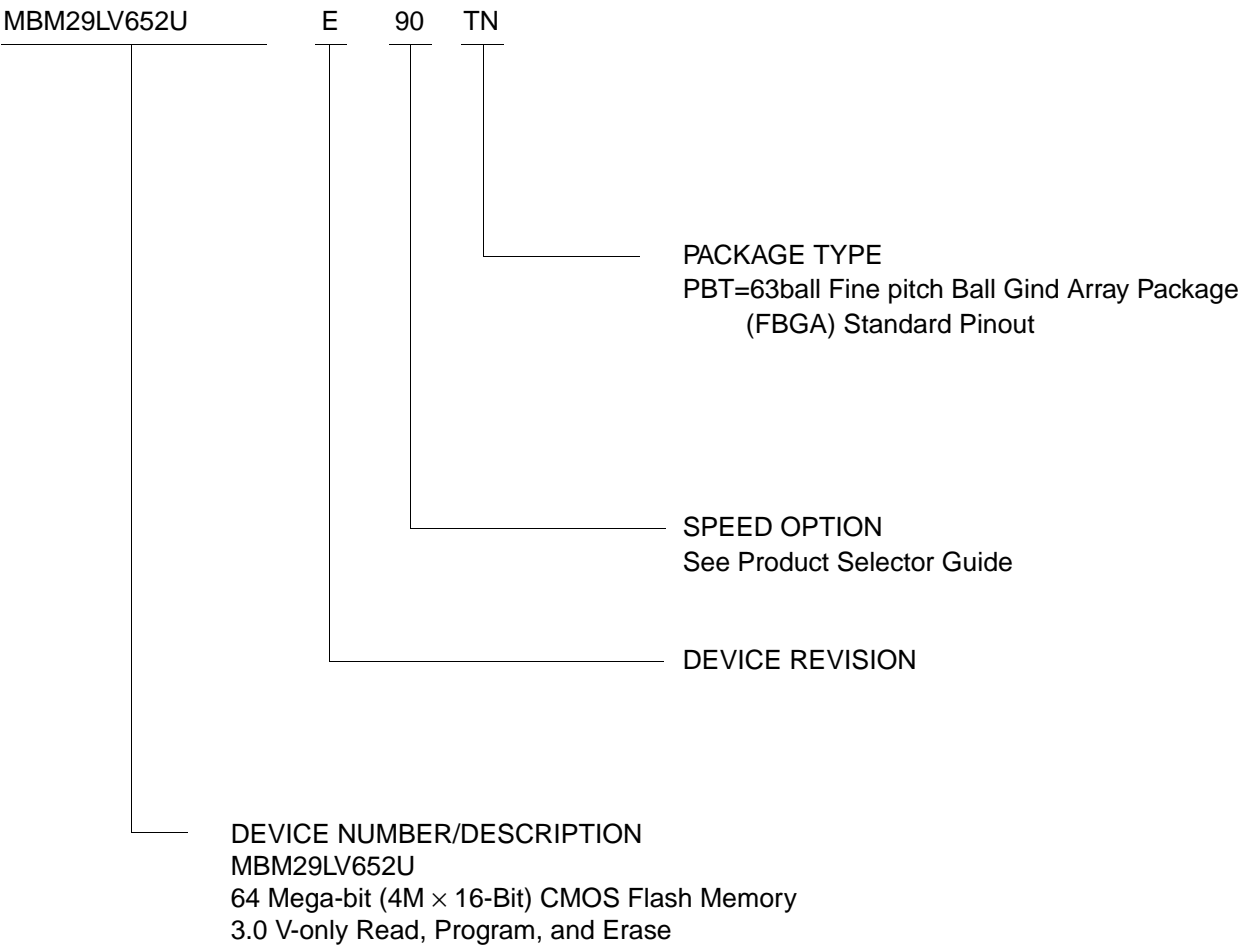 MBM29LV652U E 90 TN
PACKAGE TYPE
PBT=63ball Fine pitch Ball Gind Array Package
(FBGA) Standard Pinout
SPEED OPTION
See Product Selector Guide
DEVICE REVISION
DEVICE NUMBER/DESCRIPTION
MBM29LV652U
64 Mega-bit (4M × 16-Bit) CMOS Flash Memory
3.0 V-only Read, Program, and Erase